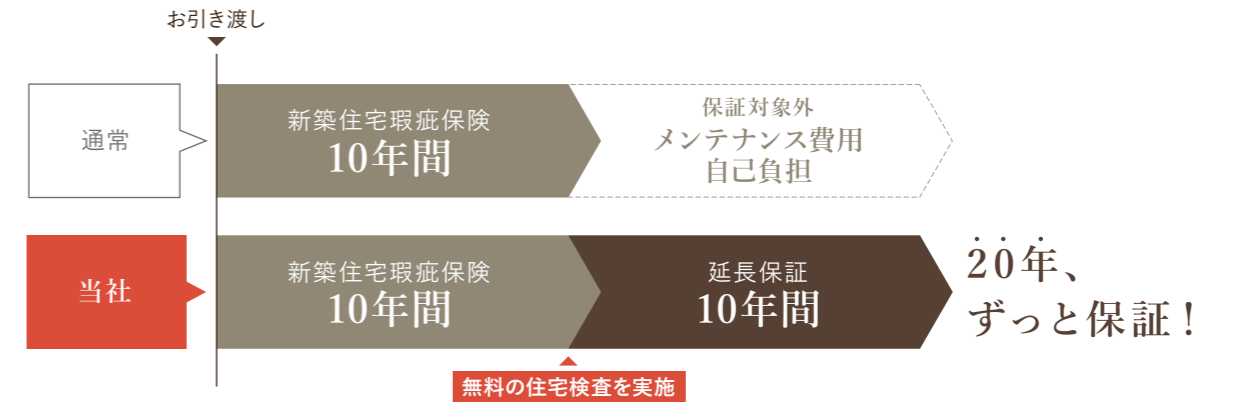 お引き渡し
通常
新築住宅瑕疵保険
10年間
保証対象外
メンテナンス費用
自己負担
当社
新築住宅瑕疵保険
10年間
延長保証
10年間
20年、
ずっと保証！
無料の住宅検査を実施